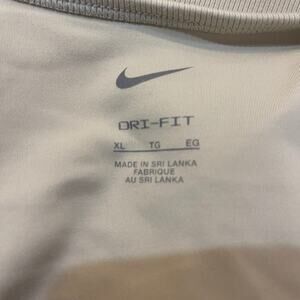 DRI-FIT
XL TG EG
MADE IN SRI LANKA
FABRIQUE
AU SRI LANKA